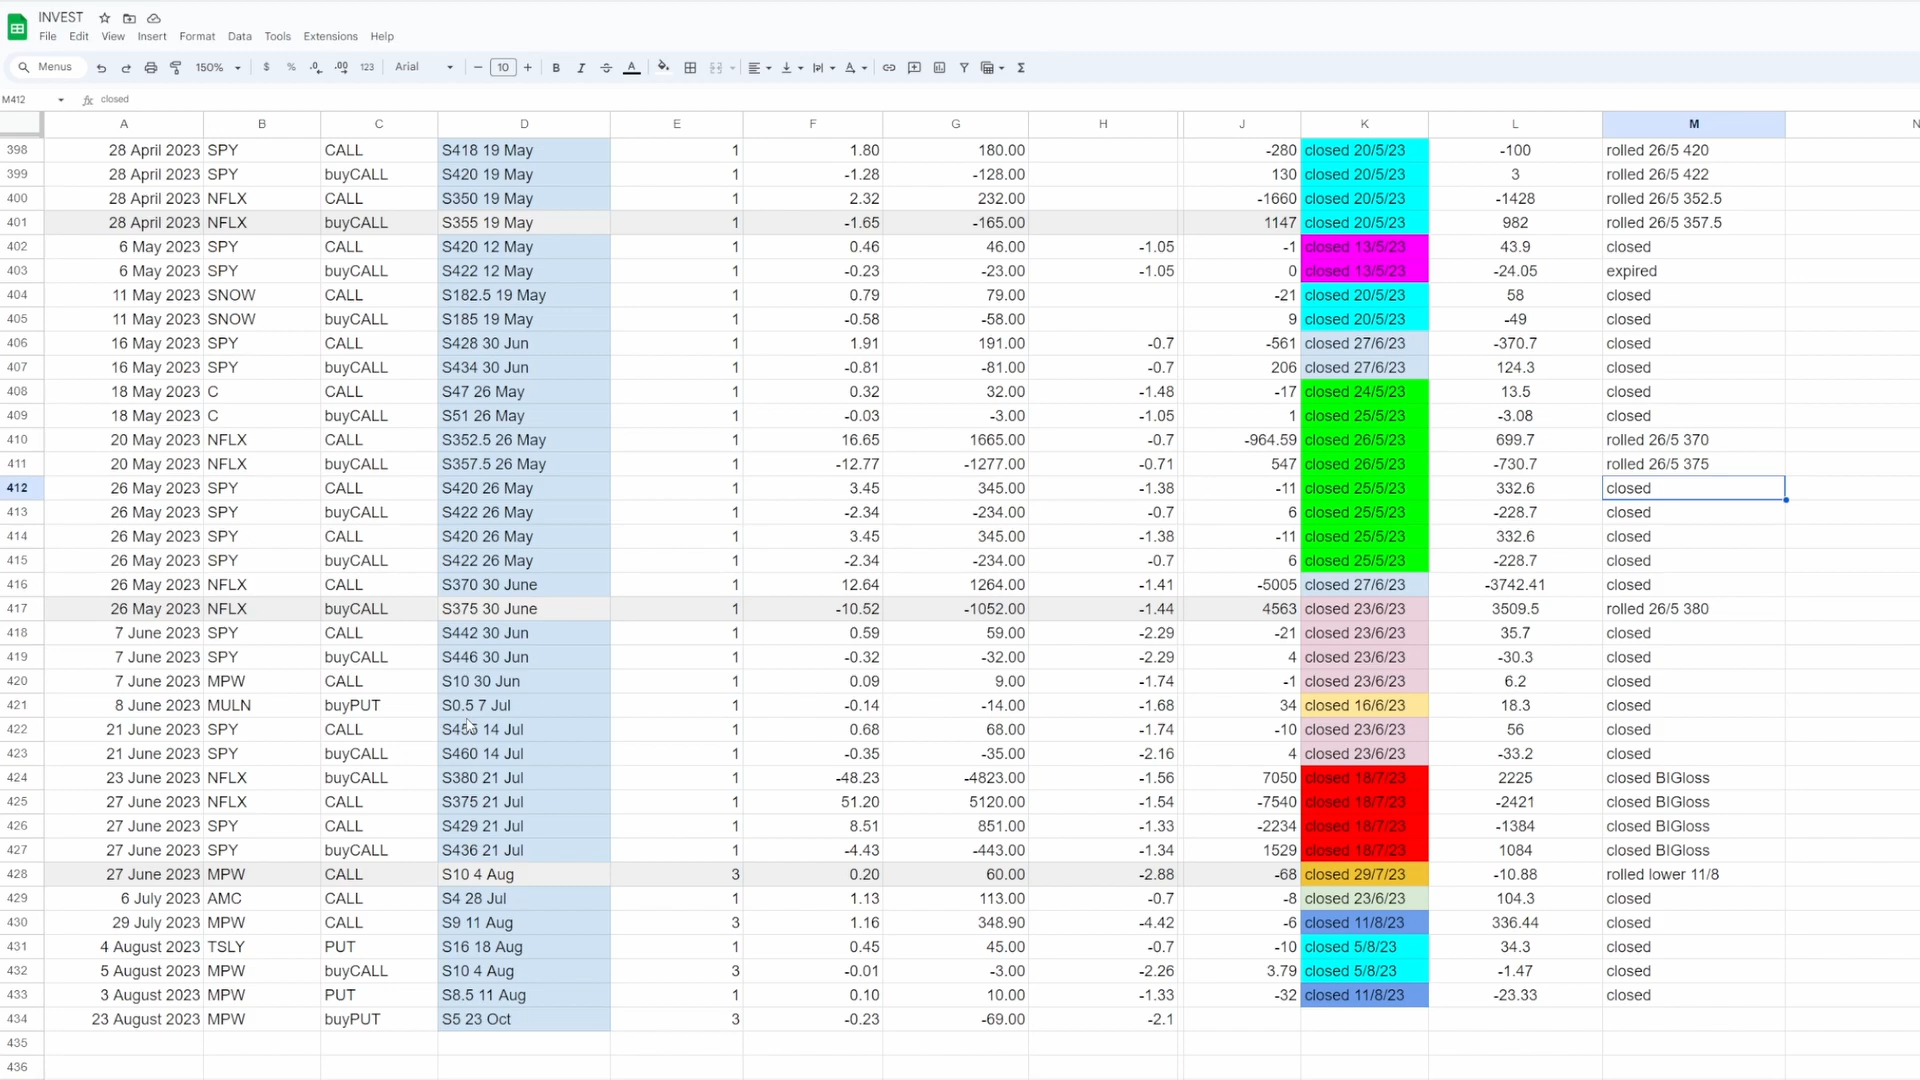 INVEST
File Edit View Insert Format Data Tools Extensions Help
Menus 150% $ % .0 .00 123 Arial 10 B I A
M412 fx closed
A B C D E F G H J K L M N
398 28 April 2023 SPY CALL S418 19 May 1 1.80 180.00 -280 closed 20/5/23 -100 rolled 26/5 420
399 28 April 2023 SPY buyCALL S420 19 May 1 -1.28 -128.00 130 closed 20/5/23 3 rolled 26/5 422
400 28 April 2023 NFLX CALL S350 19 May 1 2.32 232.00 -1660 closed 20/5/23 -1428 rolled 26/5 352.5
401 28 April 2023 NFLX buyCALL S355 19 May 1 -1.65 -165.00 1147 closed 20/5/23 982 rolled 26/5 357.5
402 6 May 2023 SPY CALL S420 12 May 1 0.46 46.00 -1.05 -1 closed 13/5/23 43.9 closed
403 6 May 2023 SPY buyCALL S422 12 May 1 -0.23 -23.00 -1.05 0 closed 13/5/23 -24.05 expired
404 11 May 2023 SNOW CALL S182.5 19 May 1 0.79 79.00 -21 closed 20/5/23 58 closed
405 11 May 2023 SNOW buyCALL S185 19 May 1 -0.58 -58.00 9 closed 20/5/23 -49 closed
406 16 May 2023 SPY CALL S428 30 Jun 1 1.91 191.00 -0.7 -561 closed 27/6/23 -370.7 closed
407 16 May 2023 SPY buyCALL S434 30 Jun 1 -0.81 -81.00 -0.7 206 closed 27/6/23 124.3 closed
408 18 May 2023 C CALL S47 26 May 1 0.32 32.00 -1.48 -17 closed 24/5/23 13.5 closed
409 18 May 2023 C buyCALL S51 26 May 1 -0.03 -3.00 -1.05 1 closed 25/5/23 -3.08 closed
410 20 May 2023 NFLX CALL S352.5 26 May 1 16.65 1665.00 -0.7 -964.59 closed 26/5/23 699.7 rolled 26/5 370
411 20 May 2023 NFLX buyCALL S357.5 26 May 1 -12.77 -1277.00 -0.71 547 closed 26/5/23 -730.7 rolled 26/5 375
412 26 May 2023 SPY CALL S420 26 May 1 3.45 345.00 -1.38 -11 closed 25/5/23 332.6 closed
413 26 May 2023 SPY buyCALL S422 26 May 1 -2.34 -234.00 -0.7 6 closed 25/5/23 -228.7 closed
414 26 May 2023 SPY CALL S420 26 May 1 3.45 345.00 -1.38 -11 closed 25/5/23 332.6 closed
415 26 May 2023 SPY buyCALL S422 26 May 1 -2.34 -234.00 -0.7 6 closed 25/5/23 -228.7 closed
416 26 May 2023 NFLX CALL S370 30 June 1 12.64 1264.00 -1.41 -5005 closed 27/6/23 -3742.41 closed
417 26 May 2023 NFLX buyCALL S375 30 June 1 -10.52 -1052.00 -1.44 4563 closed 23/6/23 3509.5 rolled 26/5 380
418 7 June 2023 SPY CALL S442 30 Jun 1 0.59 59.00 -2.29 -21 closed 23/6/23 35.7 closed
419 7 June 2023 SPY buyCALL S446 30 Jun 1 -0.32 -32.00 -2.29 4 closed 23/6/23 -30.3 closed
420 7 June 2023 MPW CALL S10 30 Jun 1 0.09 9.00 -1.74 -1 closed 23/6/23 6.2 closed
421 8 June 2023 MULN buyPUT S0.5 7 Jul 1 -0.14 -14.00 -1.68 34 closed 16/6/23 18.3 closed
422 21 June 2023 SPY CALL 14 Jul 1 0.68 68.00 -1.74 -10 closed 23/6/23 56 closed
423 21 June 2023 SPY buyCALL S460 14 Jul 1 -0.35 -35.00 -2.16 4 closed 23/6/23 -33.2 closed
424 23 June 2023 NFLX buyCALL S380 21 Jul 1 -48.23 -4823.00 -1.56 7050 closed 18/7/23 2225 closed BIGloss
425 27 June 2023 NFLX CALL S375 21 Jul 1 51.20 5120.00 -1.54 -7540 closed 18/7/23 -2421 closed BIGloss
426 27 June 2023 SPY CALL S429 21 Jul 1 8.51 851.00 -1.33 -2234 closed 18/7/23 -1384 closed BIGloss
427 27 June 2023 SPY buyCALL S436 21 Jul 1 -4.43 -443.00 -1.34 1529 closed 18/7/23 1084 closed BIGloss
428 27 June 2023 MPW CALL S10 4 Aug 3 0.20 60.00 -2.88 -68 closed 29/7/23 -10.88 rolled lower 11/8
429 6 July 2023 AMC CALL S4 28 Jul 1 1.13 113.00 -0.7 -8 closed 23/6/23 104.3 closed
430 29 July 2023 MPW CALL S9 11 Aug 3 1.16 348.90 -4.42 -6 closed 11/8/23 336.44 closed
431 4 August 2023 TSLY PUT S16 18 Aug 1 0.45 45.00 -0.7 -10 closed 5/8/23 34.3 closed
432 5 August 2023 MPW buyCALL S10 4 Aug 3 -0.01 -3.00 -2.26 3.79 closed 5/8/23 -1.47 closed
433 3 August 2023 MPW PUT S8.5 11 Aug 1 0.10 10.00 -1.33 -32 closed 11/8/23 -23.33 closed
434 23 August 2023 MPW buyPUT S5 23 Oct 3 -0.23 -69.00 -2.1
435
436